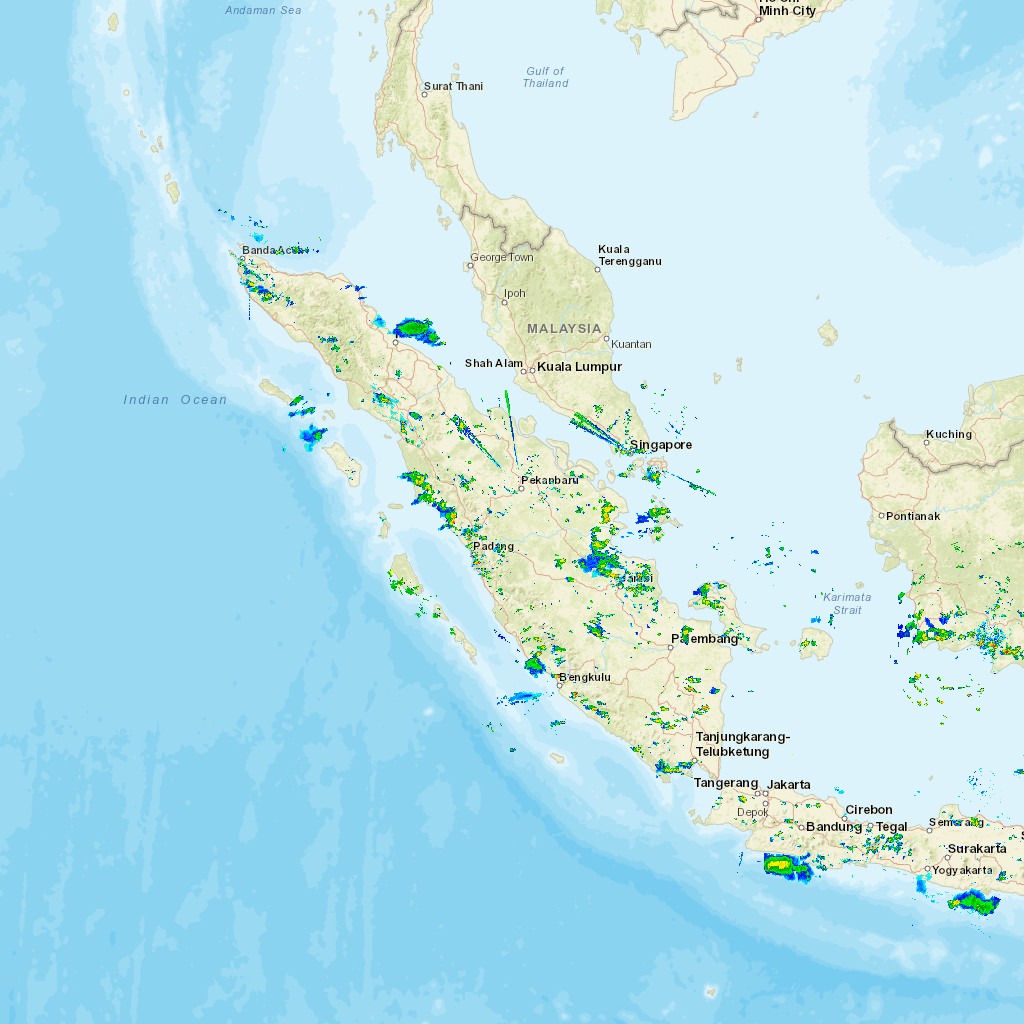 Andaman Sea
Minh City
Gulf of
Thailand
Surat Thani
Banda Aceh
George Town
Kuala
Terengganu
Ipoh
MALAYSIA
Kuantan
Shah Alam
Kuala Lumpur
Indian Ocean
Singapore
Kuching
Pekanbaru
Pontianak
Padang
Karimata
Strait
Palembang
Bengkulu
Tanjungkarang-
Telubketung
Tangerang
Jakarta
Depok
Cirebon
Bandung
Tegal
Semarang
Surakarta
Yogyakarta